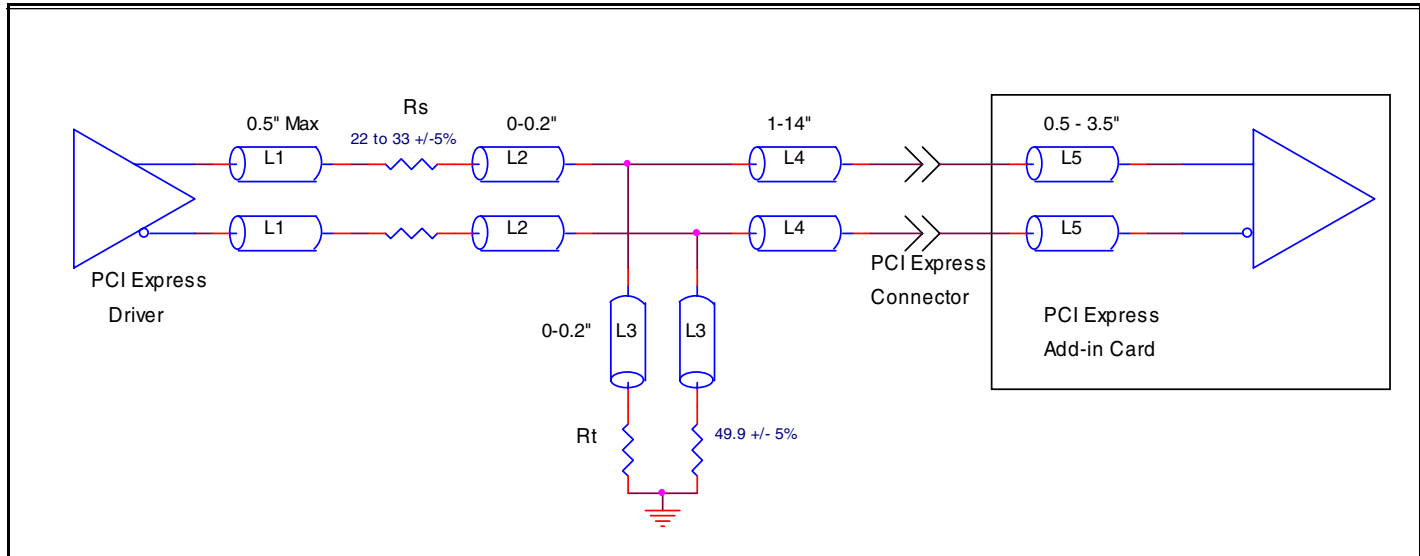 Rs
0.5" Max
22 to 33 +/-5%
0-0.2"
1-14"
0.5 - 3.5"
L1
L2
L4
L5
L1
L2
L4
L5
PCI Express
Driver
PCI Express
Connector
0-0.2"
L3
L3
PCI Express
Add-in Card
Rt
49.9 +/- 5%